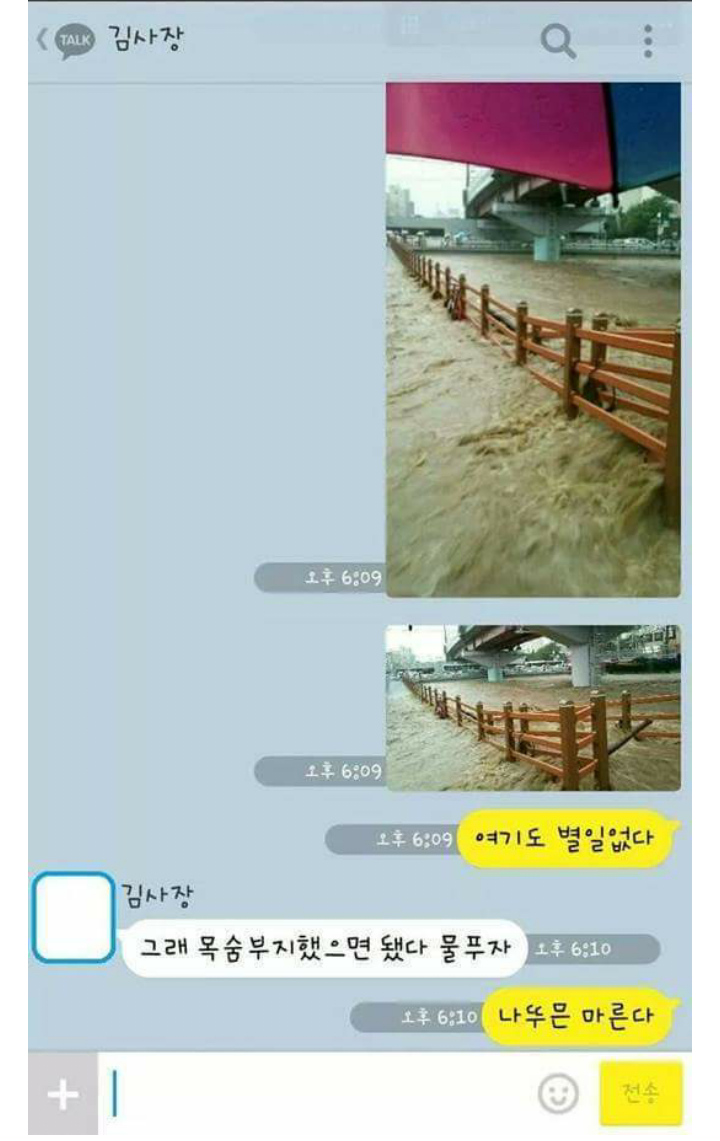 TALK 김사장
오후 6:09
오후 6:09
오후 6:09 여기도 별일없다
김사장
그래 목숨부지했으면 됐다 물푸자 오후 6:10
오후 6:10 나뚜믄 마른다
전송